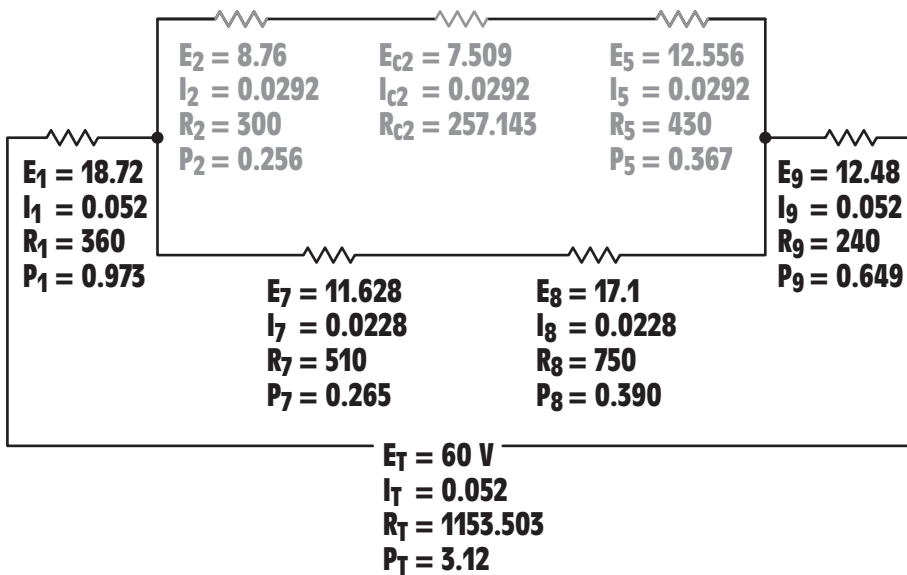 E2 = 8.76
I2 = 0.0292
R2 = 300
P2 = 0.256
EC2 = 7.509
IC2 = 0.0292
RC2 = 257.143
E5 = 12.556
I5 = 0.0292
R5 = 430
P5 = 0.367
E1 = 18.72
I1 = 0.052
R1 = 360
P1 = 0.973
E9 = 12.48
I9 = 0.052
R9 = 240
P9 = 0.649
E7 = 11.628
I7 = 0.0228
R7 = 510
P7 = 0.265
E8 = 17.1
I8 = 0.0228
R8 = 750
P8 = 0.390
ET = 60 V
IT = 0.052
RT = 1153.503
PT = 3.12